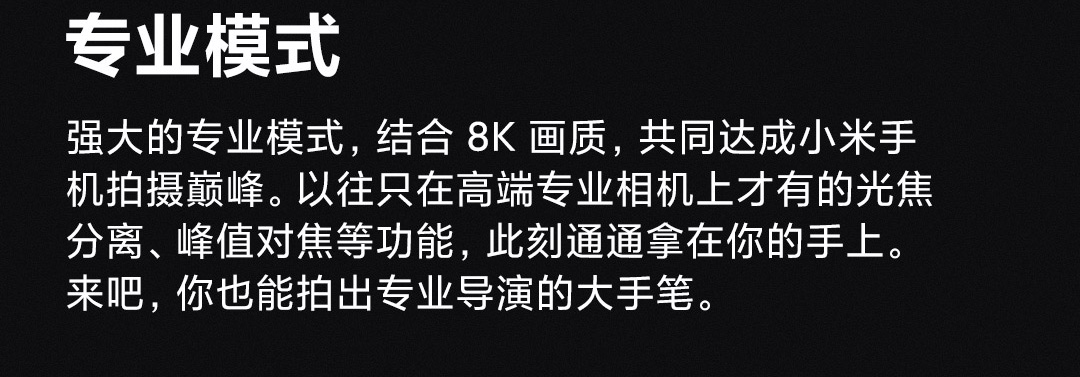 专业模式
强大的专业模式，结合 8K 画质，共同达成小米手
机拍摄巅峰。以往只在高端专业相机上才有的光焦
分离、峰值对焦等功能，此刻通通拿在你的手上。
来吧，你也能拍出专业导演的大手笔。